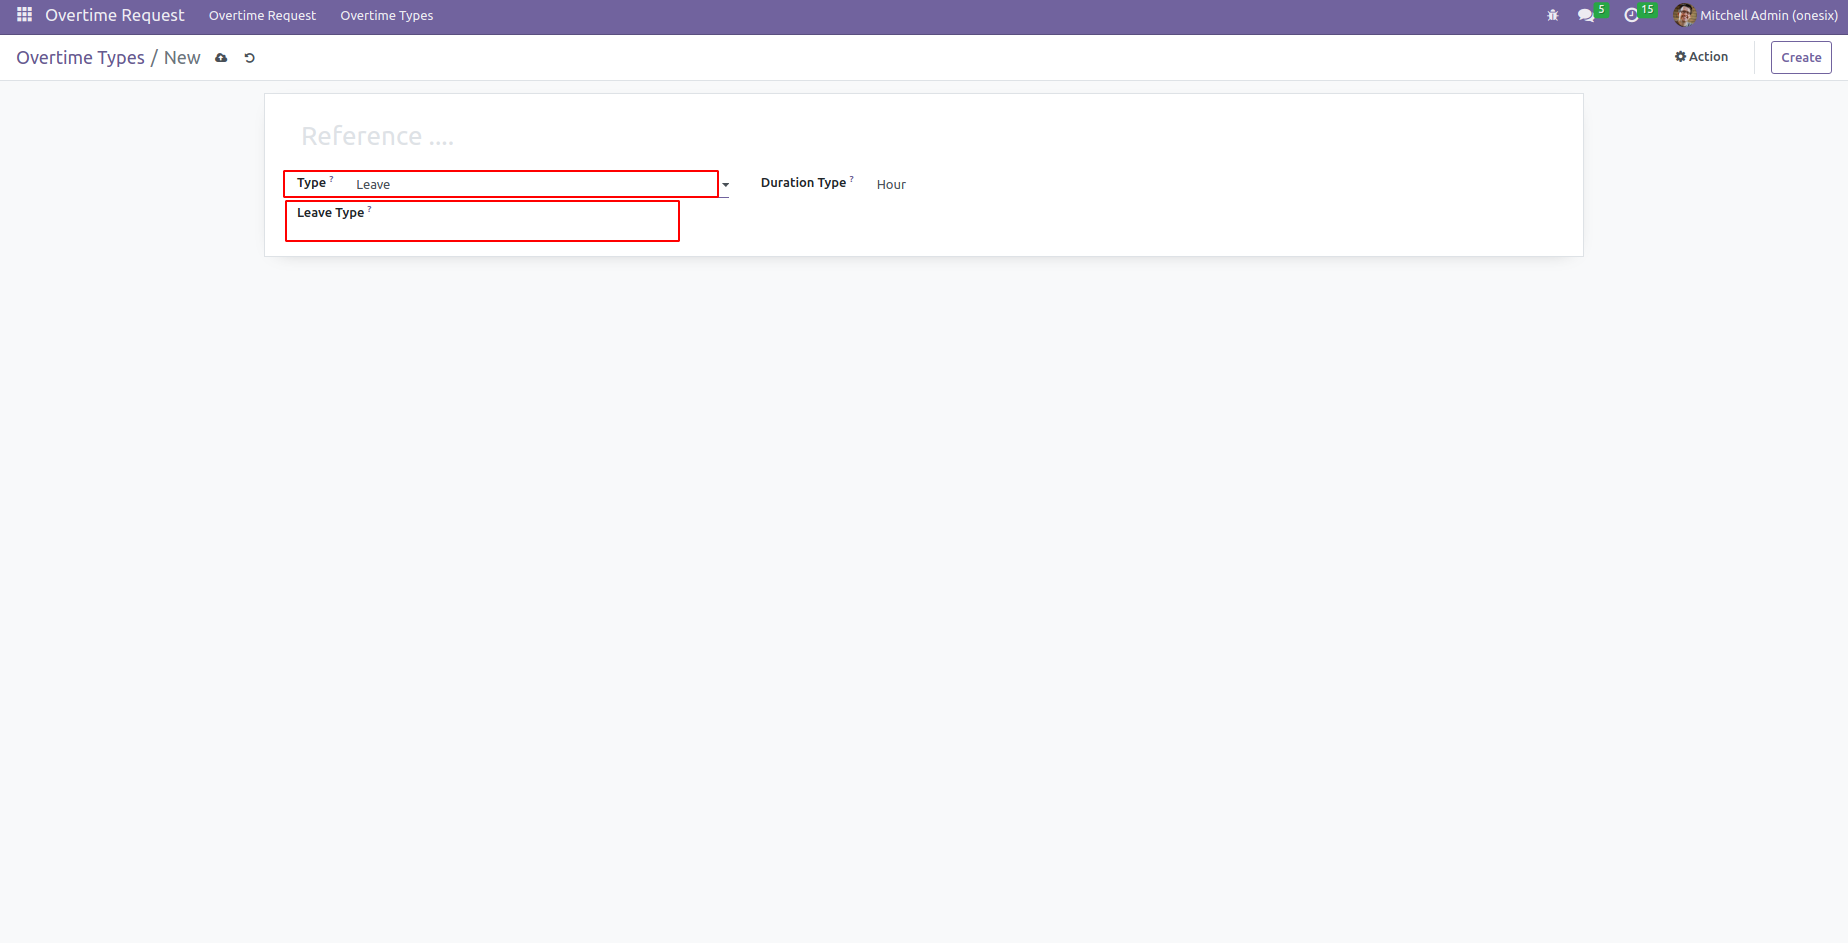 Overtime Request Overtime Request Overtime Types 5 15 Mitchell Admin (onesix)
Overtime Types / New Action Create
Reference ....
Type ? Leave Duration Type ? Hour
Leave Type ?